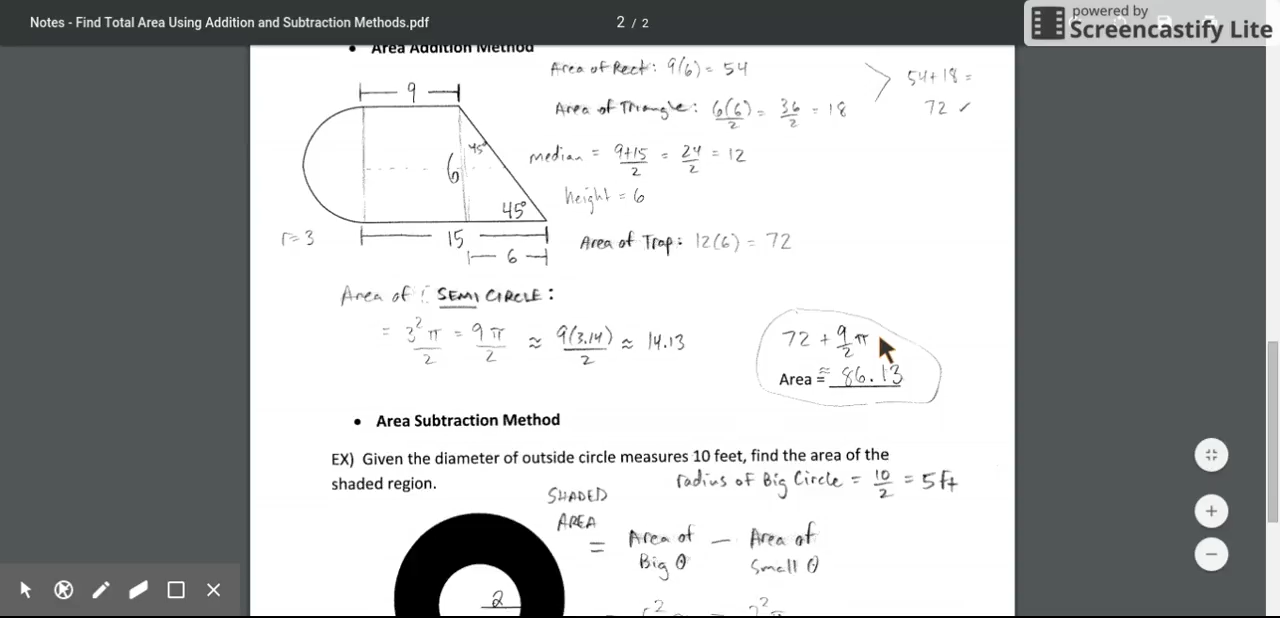 Notes - Find Total Area Using Addition and Subtraction Methods.pdf
2 / 2
powered by
Screencastify Lite
• Area Addition Method
Area of Rect: 9(6) = 54
54+18 =
72 ✓
Area of Triangle: 6(6)/2 = 36/2 = 18
median = 9+15/2 = 24/2 = 12
height = 6
Area of Trap: 12(6) = 72
9
6
45°
45°
r=3
15
6
Area of SEMI CIRCLE:
= 3²π/2 = 9π/2 ≈ 9(3.14)/2 ≈ 14.13
72 + 9/2 π
Area ≈ 86.13
• Area Subtraction Method
EX) Given the diameter of outside circle measures 10 feet, find the area of the
shaded region.
radius of Big Circle = 10/2 = 5ft
SHADED
AREA
= Area of Big ⊙ − Area of Small ⊙
2